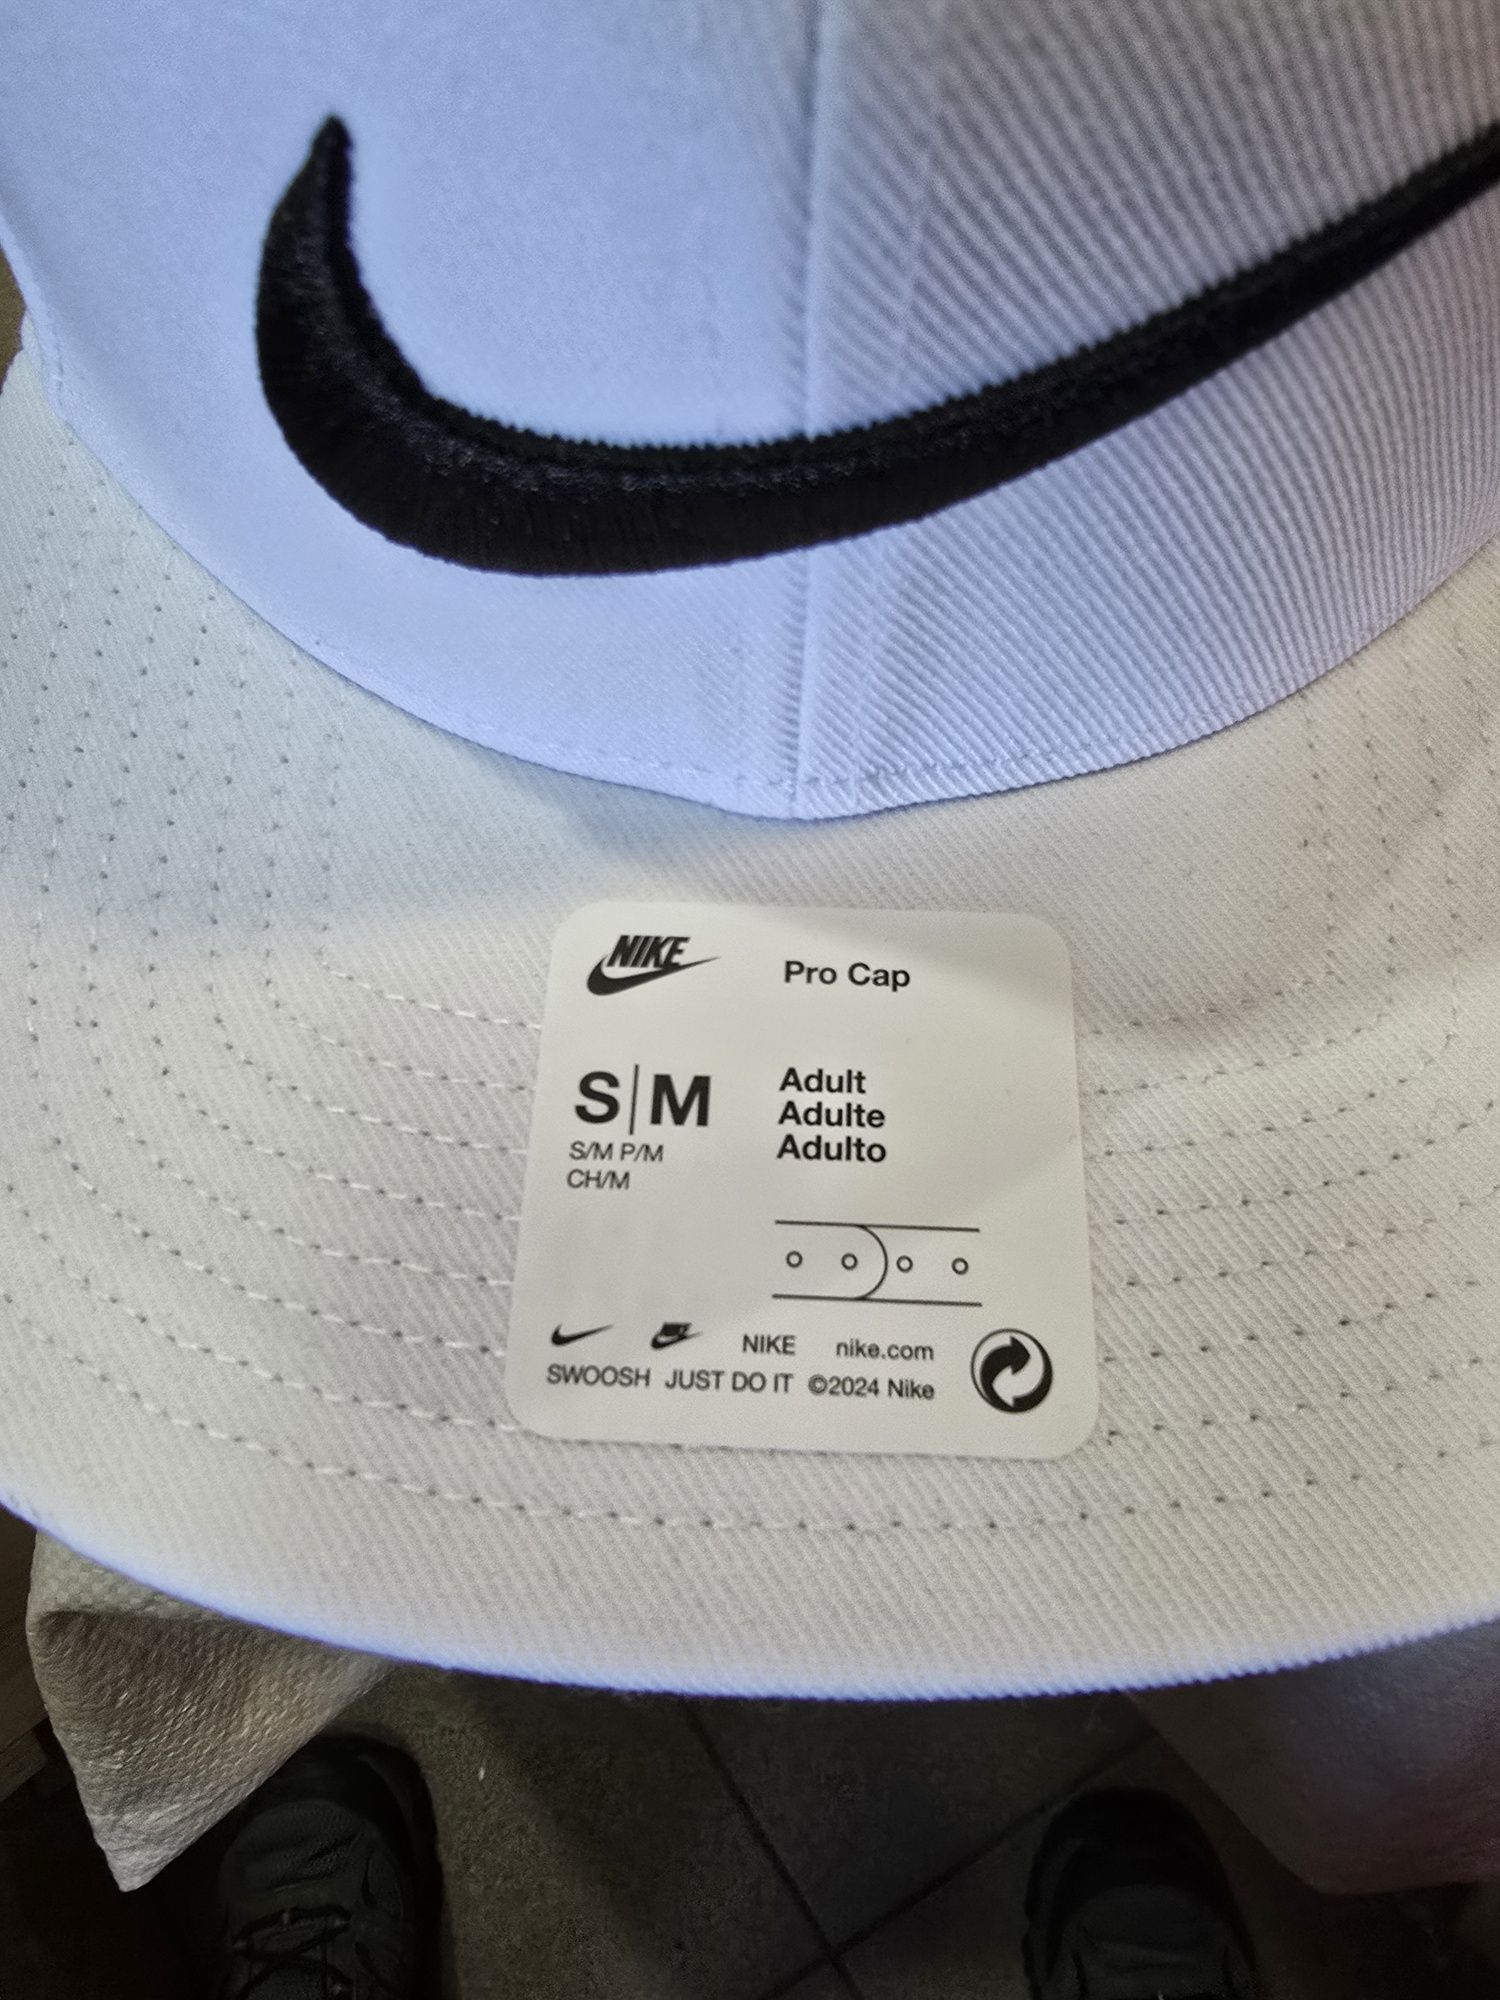 NIKE
Pro Cap
S|M
S/M P/M
CH/M
Adult
Adulte
Adulto
NIKE nike.com
SWOOSH JUST DO IT ©2024 Nike